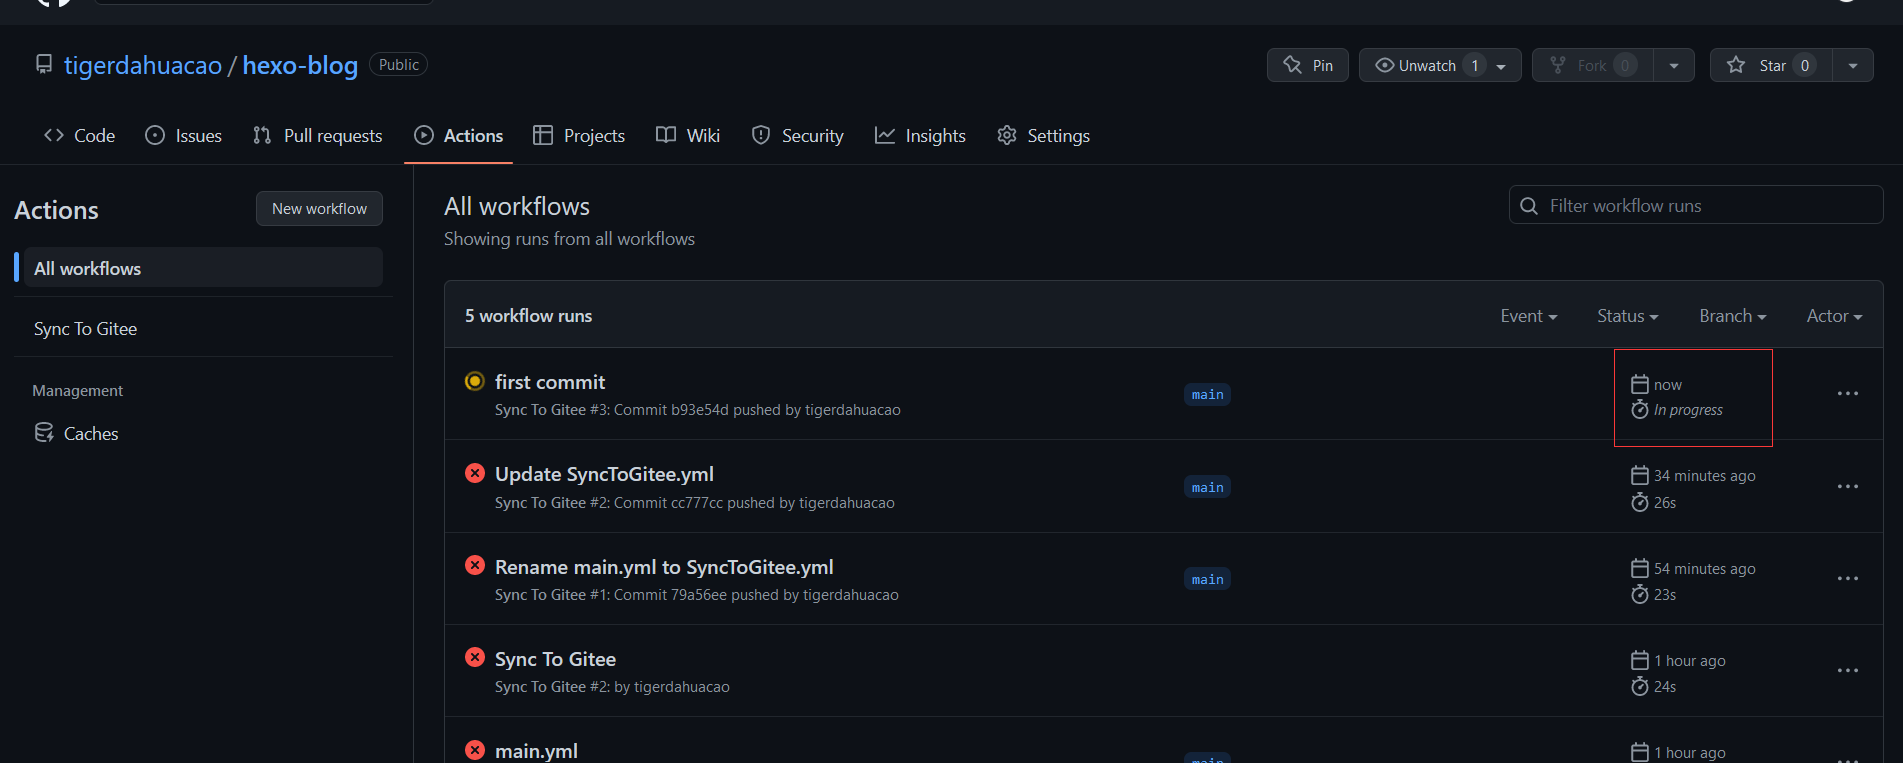 tigerdahuacao / hexo-blog Public
Pin
Unwatch 1
Fork 0
Star 0
Code
Issues
Pull requests
Actions
Projects
Wiki
Security
Insights
Settings
Actions
New workflow
All workflows
Sync To Gitee
Management
Caches
All workflows
Showing runs from all workflows
Filter workflow runs
5 workflow runs
Event
Status
Branch
Actor
first commit
Sync To Gitee #3: Commit b93e54d pushed by tigerdahuacao
main
now
In progress
Update SyncToGitee.yml
Sync To Gitee #2: Commit cc777cc pushed by tigerdahuacao
main
34 minutes ago
26s
Rename main.yml to SyncToGitee.yml
Sync To Gitee #1: Commit 79a56ee pushed by tigerdahuacao
main
54 minutes ago
23s
Sync To Gitee
Sync To Gitee #2: by tigerdahuacao
1 hour ago
24s
main.yml
main
1 hour ago